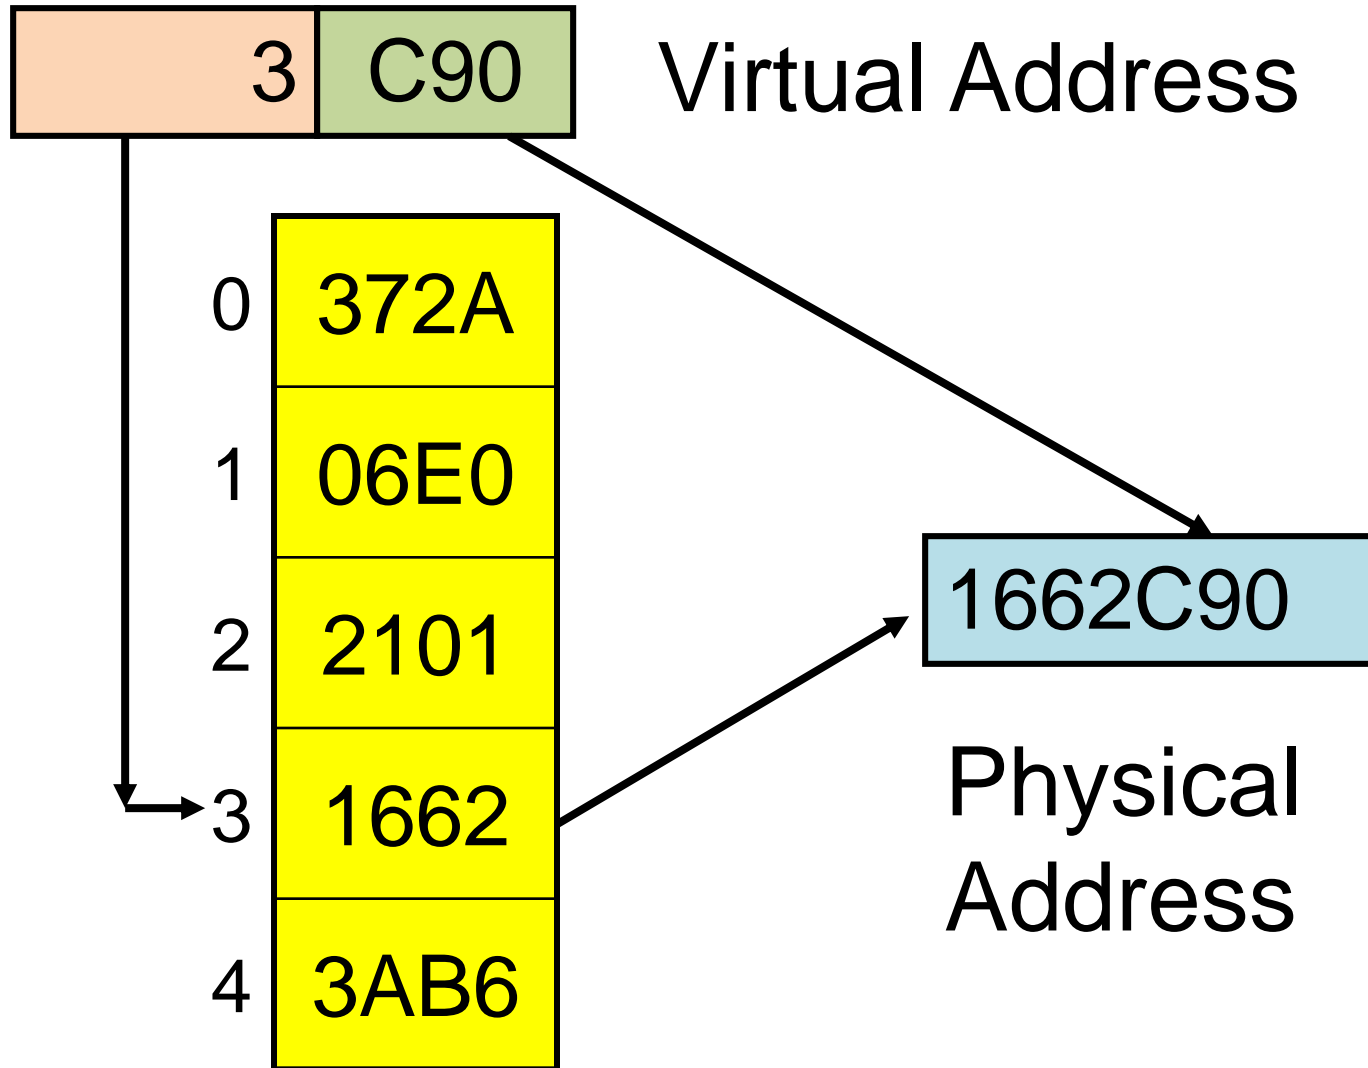 3 C90 Virtual Address
0 372A
1 06E0
2 2101
1662C90
3 1662
Physical
Address
4 3AB6